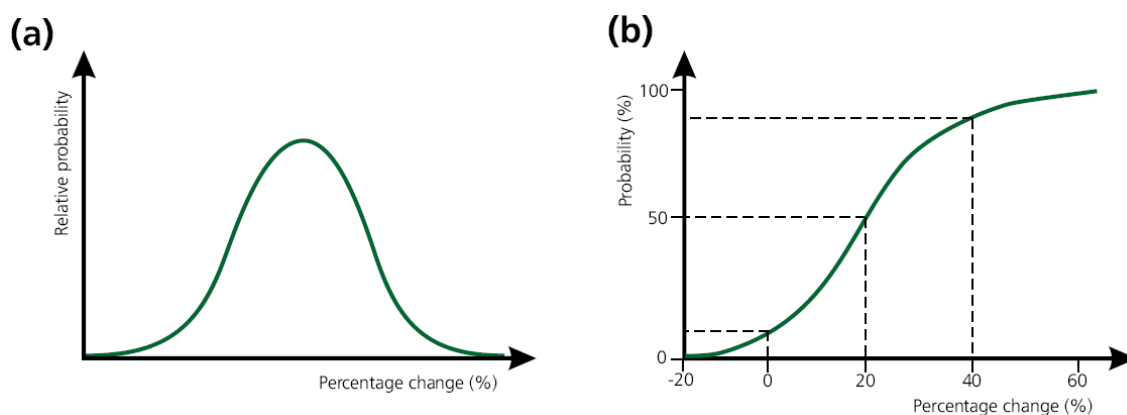 (a)
Relative probability
Percentage change (%)
(b)
Probability (%)
100
50
0
-20
0
20
40
60
Percentage change (%)